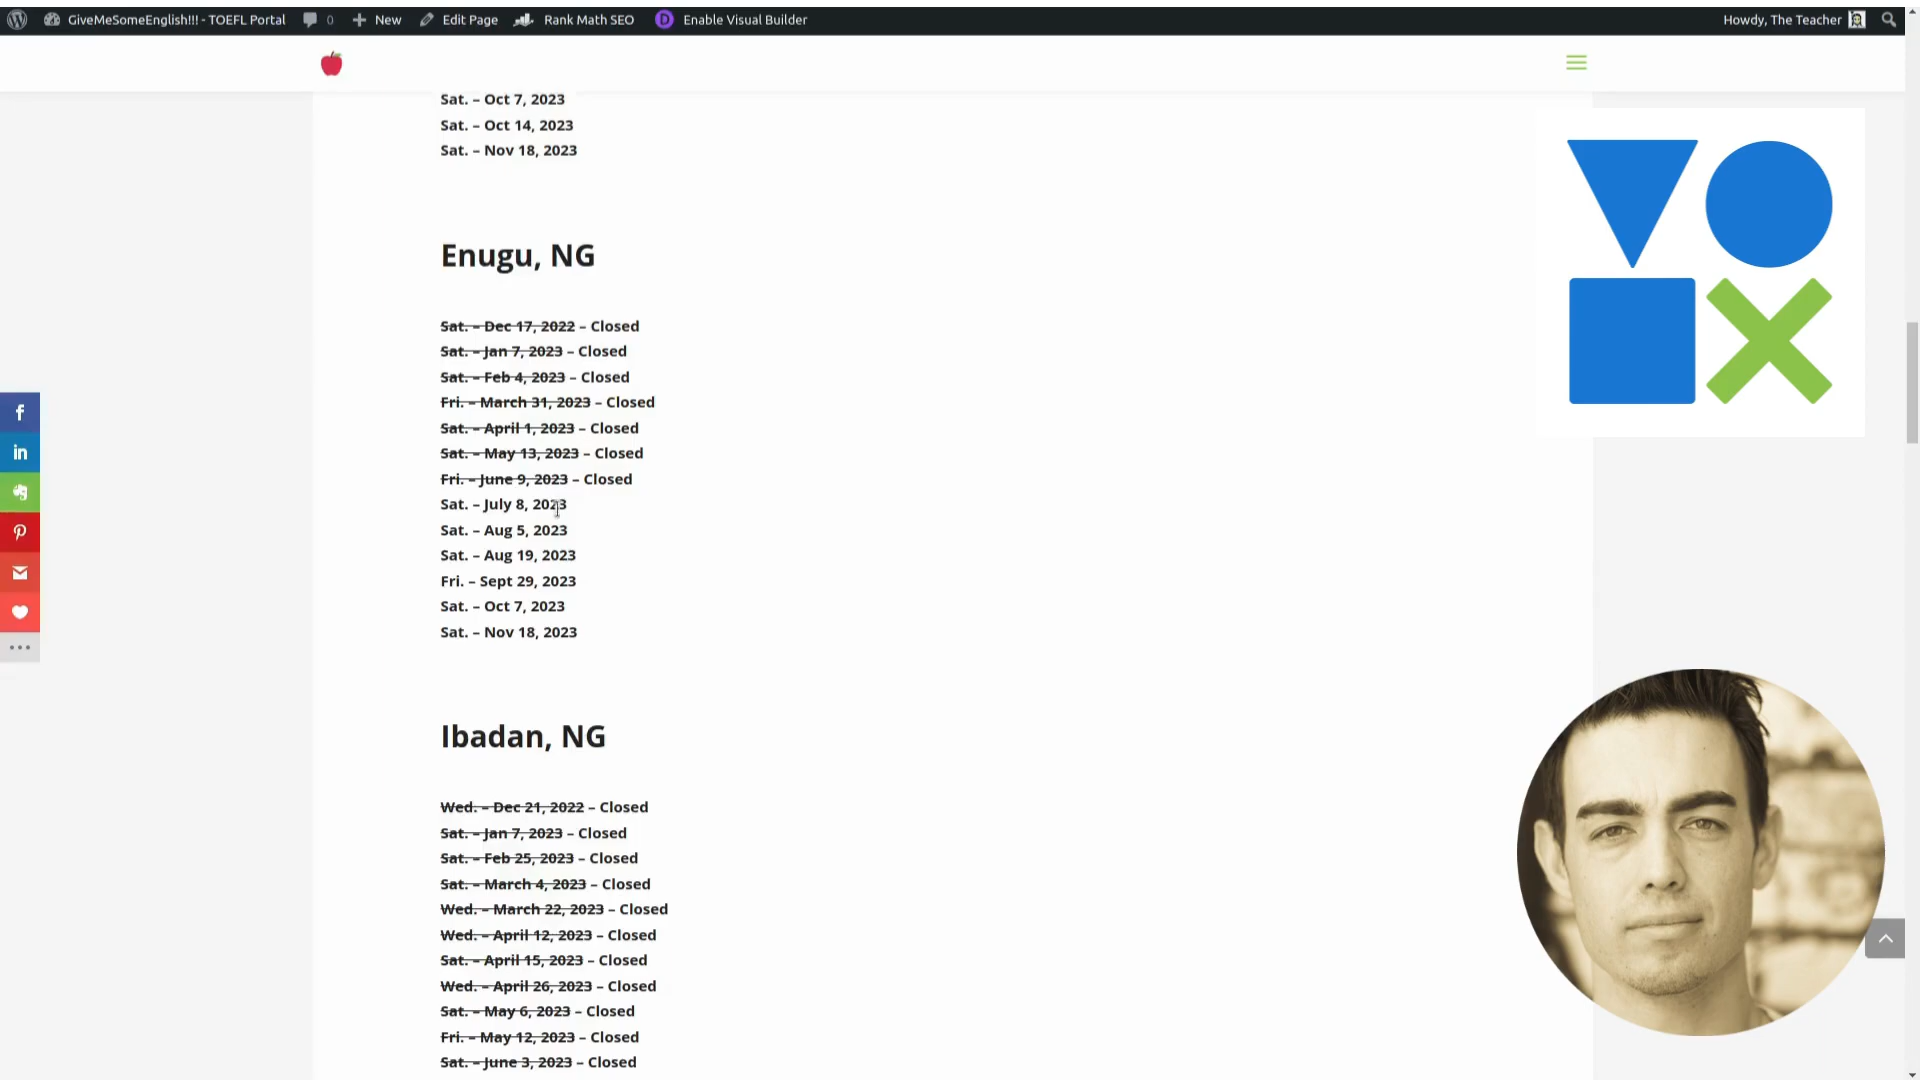 GiveMeSomeEnglish!!! - TOEFL Portal 0 New Edit Page Rank Math SEO Enable Visual Builder Howdy, The Teacher
Sat. – Oct 7, 2023
Sat. – Oct 14, 2023
Sat. – Nov 18, 2023
Enugu, NG
Sat. – Dec 17, 2022 – Closed
Sat. – Jan 7, 2023 – Closed
Sat. – Feb 4, 2023 – Closed
Fri. – March 31, 2023 – Closed
Sat. – April 1, 2023 – Closed
Sat. – May 13, 2023 – Closed
Fri. – June 9, 2023 – Closed
Sat. – July 8, 2023
Sat. – Aug 5, 2023
Sat. – Aug 19, 2023
Fri. – Sept 29, 2023
Sat. – Oct 7, 2023
Sat. – Nov 18, 2023
Ibadan, NG
Wed. – Dec 21, 2022 – Closed
Sat. – Jan 7, 2023 – Closed
Sat. – Feb 25, 2023 – Closed
Sat. – March 4, 2023 – Closed
Wed. – March 22, 2023 – Closed
Wed. – April 12, 2023 – Closed
Sat. – April 15, 2023 – Closed
Wed. – April 26, 2023 – Closed
Sat. – May 6, 2023 – Closed
Fri. – May 12, 2023 – Closed
Sat. – June 3, 2023 – Closed